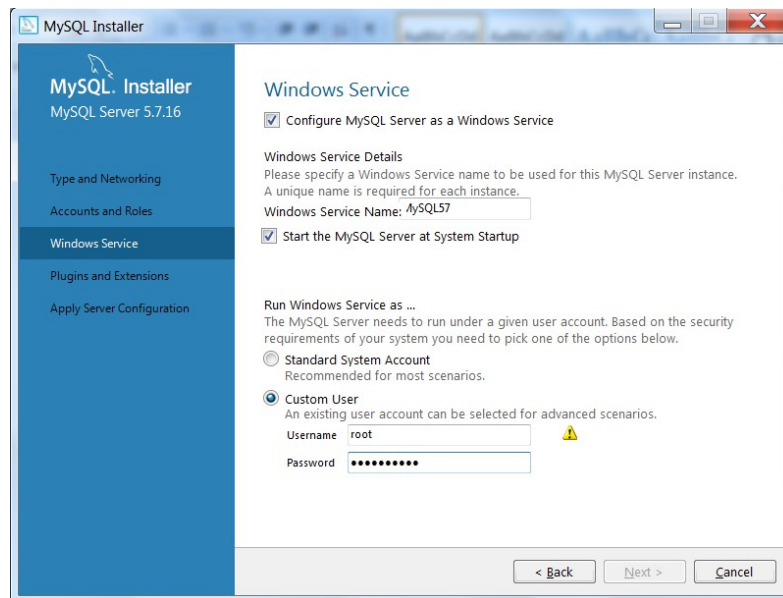 MySQL Installer
MySQL. Installer
MySQL Server 5.7.16
Type and Networking
Accounts and Roles
Windows Service
Plugins and Extensions
Apply Server Configuration
Windows Service
Configure MySQL Server as a Windows Service
Windows Service Details
Please specify a Windows Service name to be used for this MySQL Server instance.
A unique name is required for each instance.
Windows Service Name: MySQL57
Start the MySQL Server at System Startup
Run Windows Service as ...
The MySQL Server needs to run under a given user account. Based on the security
requirements of your system you need to pick one of the options below.
Standard System Account
Recommended for most scenarios.
Custom User
An existing user account can be selected for advanced scenarios.
Username root
Password ••••••••••
< Back Next > Cancel